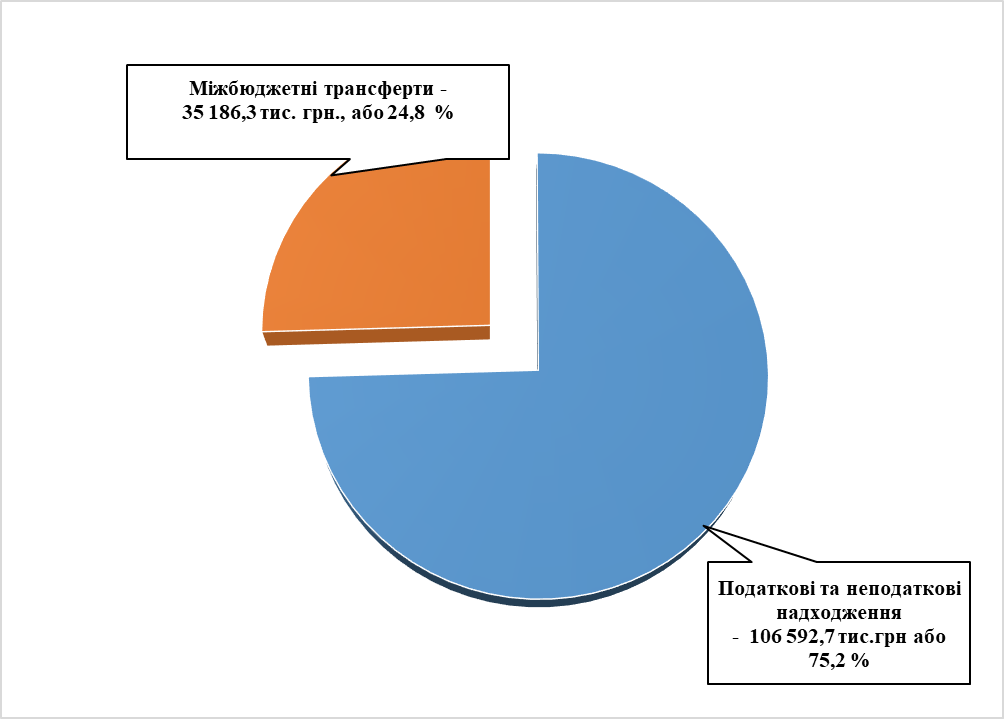 Міжбюджетні трансферти -
35 186,3 тис. грн., або 24,8 %
Податкові та неподаткові
надходження
- 106 592,7 тис.грн або
75,2 %